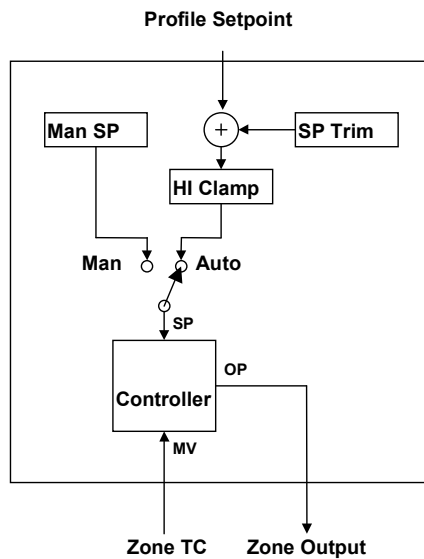 Profile Setpoint
Man SP
+
SP Trim
HI Clamp
Man
Auto
SP
OP
Controller
MV
Zone TC
Zone Output